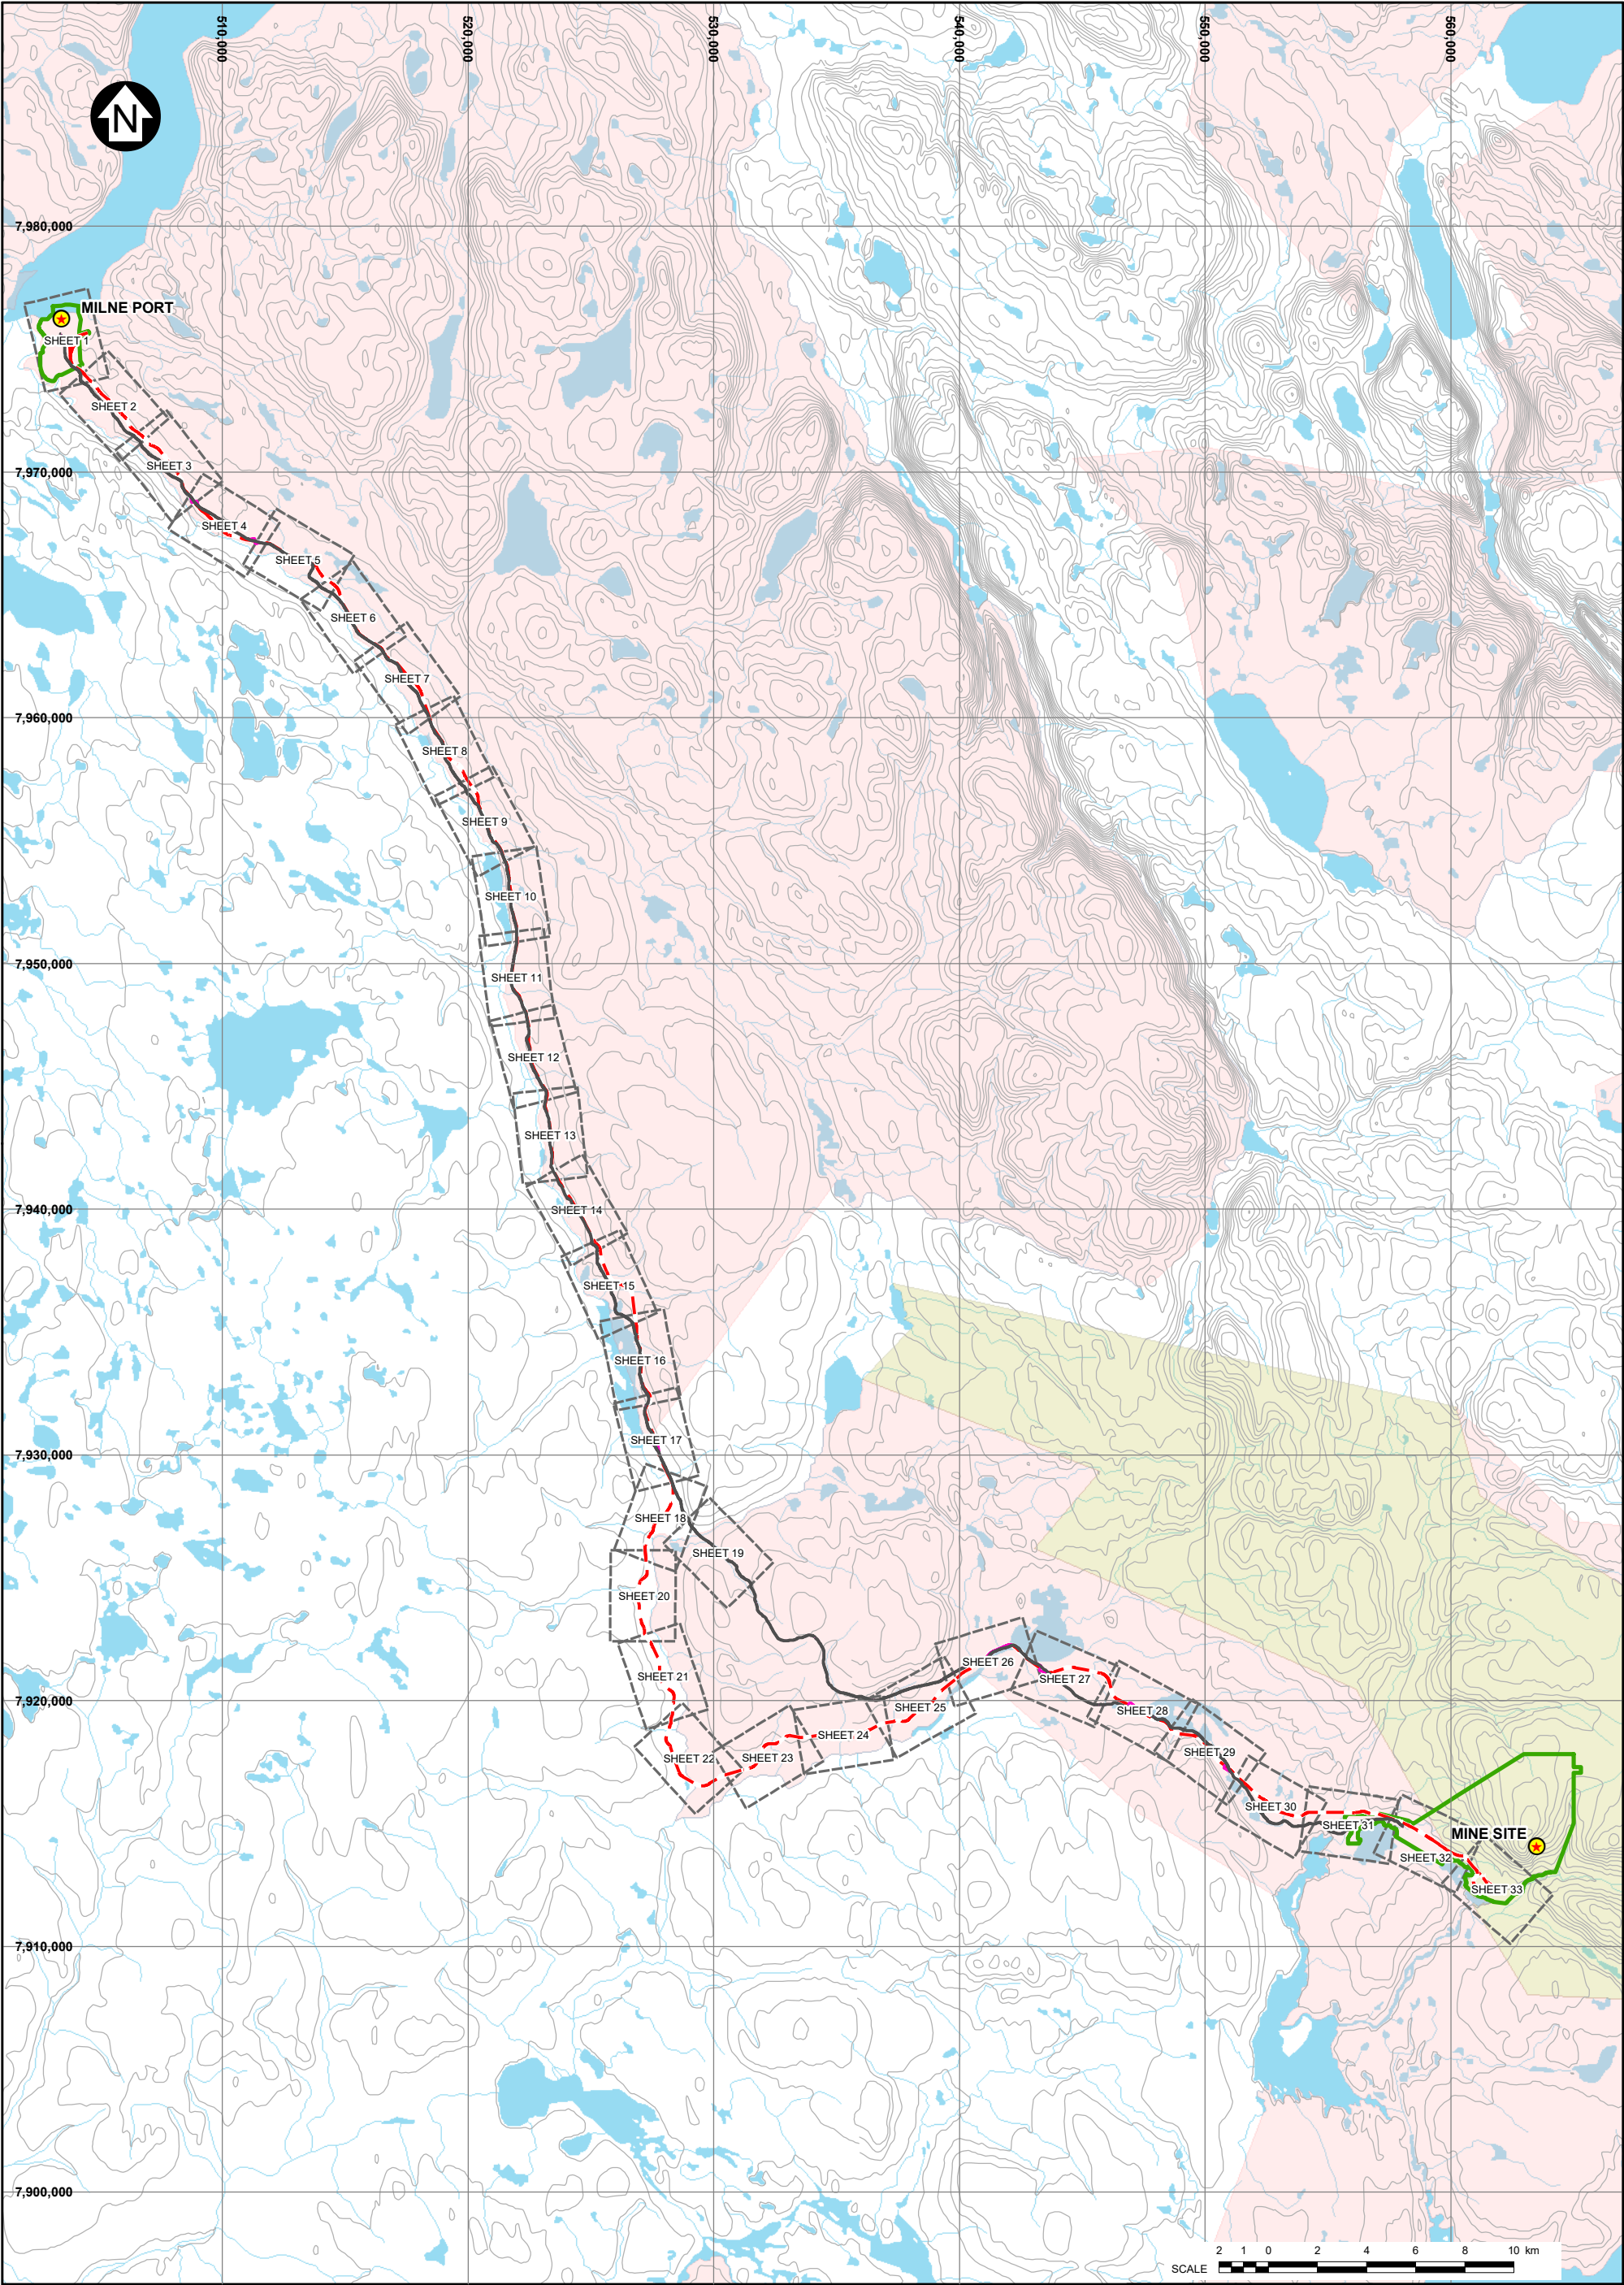 510,000
520,000
530,000
540,000
550,000
560,000
N
7,980,000
MILNE PORT
SHEET 1
SHEET 2
SHEET 3
7,970,000
SHEET 4
SHEET 5
SHEET 6
SHEET 7
7,960,000
SHEET 8
SHEET 9
SHEET 10
7,950,000
SHEET 11
SHEET 12
SHEET 13
7,940,000
SHEET 14
SHEET 15
SHEET 16
SHEET 17
7,930,000
SHEET 18
SHEET 19
SHEET 20
SHEET 26
SHEET 21
SHEET 27
7,920,000
SHEET 25
SHEET 28
SHEET 24
SHEET 29
SHEET 23
SHEET 22
SHEET 30
SHEET 31
MINE SITE
SHEET 32
SHEET 33
7,910,000
7,900,000
2 1 0 2 4 6 8 10 km
SCALE